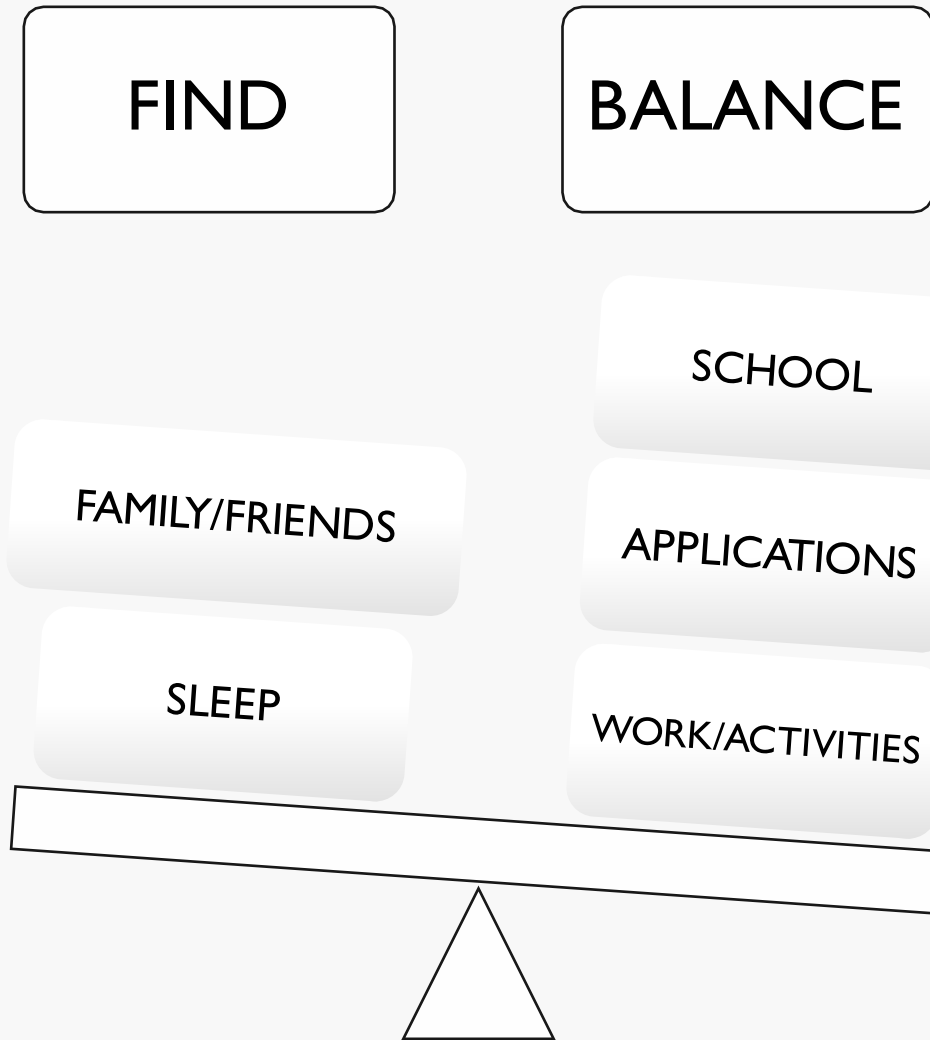 FIND
BALANCE
SCHOOL
FAMILY/FRIENDS
APPLICATIONS
SLEEP
WORK/ACTIVITIES